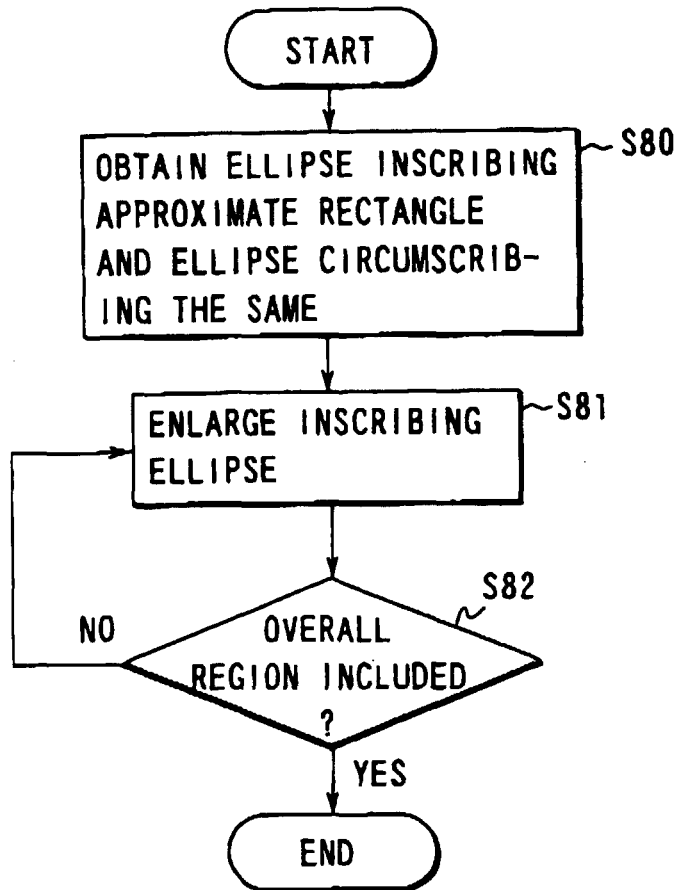 START
S80
OBTAIN ELLIPSE INSCRIBING
APPROXIMATE RECTANGLE
AND ELLIPSE CIRCUMSCRIB-
ING THE SAME
S81
ENLARGE INSCRIBING
ELLIPSE
S82
NO
OVERALL
REGION INCLUDED
?
YES
END